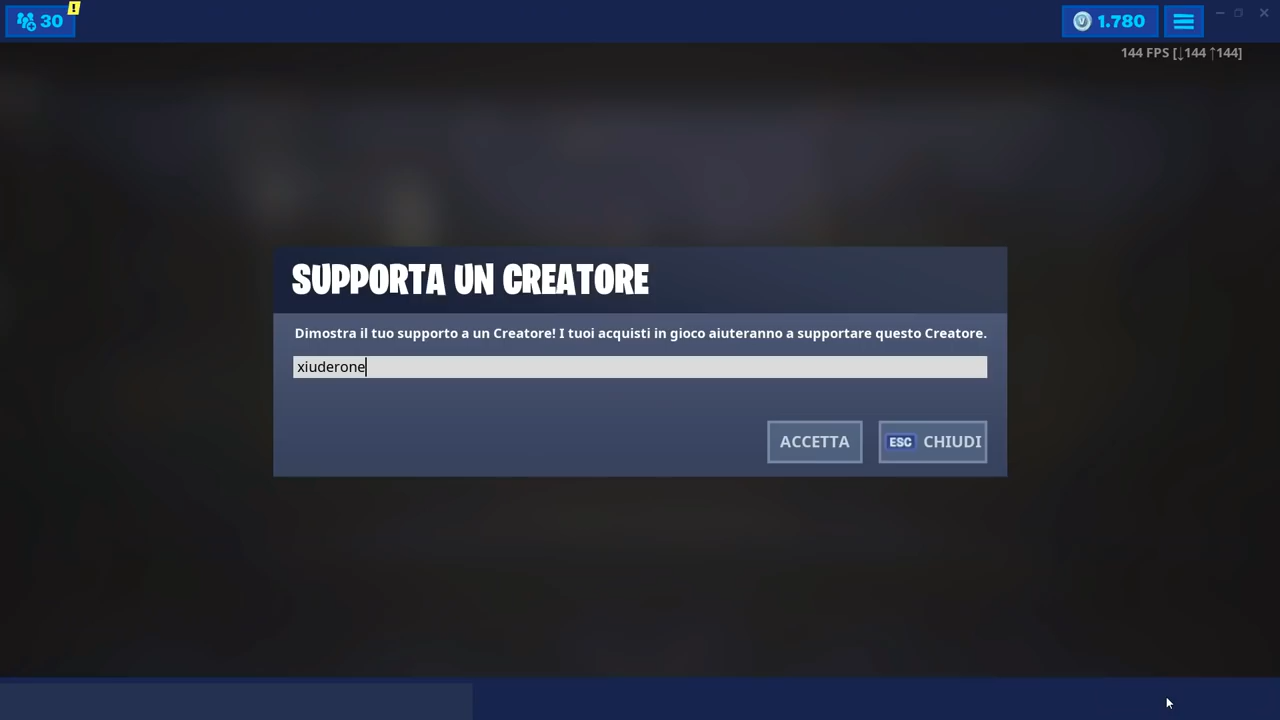 30
!
1.780
144 FPS [↓144 ↑144]
SUPPORTA UN CREATORE
Dimostra il tuo supporto a un Creatore! I tuoi acquisti in gioco aiuteranno a supportare questo Creatore.
xiuderone
ACCETTA
ESC CHIUDI